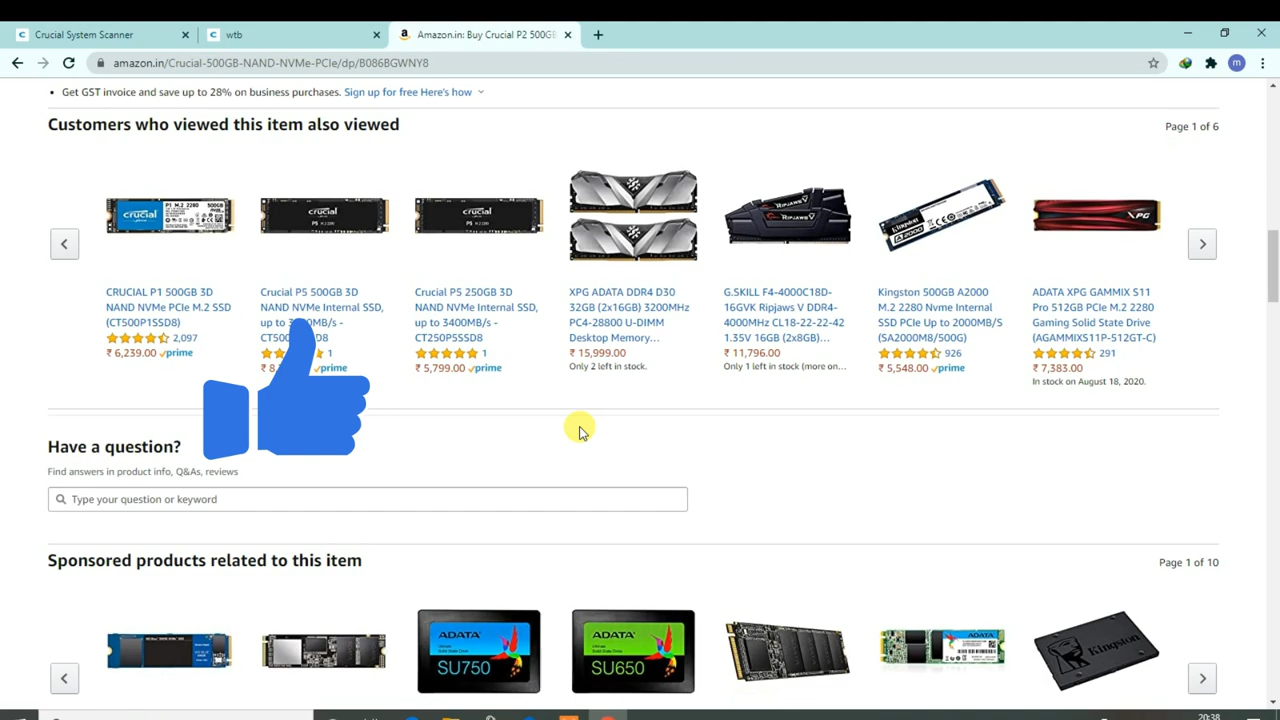 Crucial System Scanner
wtb
Amazon.in: Buy Crucial P2 500GB
amazon.in/Crucial-500GB-NAND-NVMe-PCIe/dp/B086BGWNY8
m
Get GST invoice and save up to 28% on business purchases. Sign up for free Here's how
Customers who viewed this item also viewed
Page 1 of 6
CRUCIAL P1 500GB 3D
NAND NVMe PCIe M.2 SSD
(CT500P1SSD8)
2,097
₹ 6,239.00 prime
Crucial P5 500GB 3D
NAND NVMe Internal SSD,
up to MB/s -
1
prime
Crucial P5 250GB 3D
NAND NVMe Internal SSD,
up to 3400MB/s -
CT250P5SSD8
1
₹ 5,799.00 prime
XPG ADATA DDR4 D30
32GB (2x16GB) 3200MHz
PC4-28800 U-DIMM
Desktop Memory...
₹ 15,999.00
Only 2 left in stock.
G.SKILL F4-4000C18D-
16GVK Ripjaws V DDR4-
4000MHz CL18-22-22-42
1.35V 16GB (2x8GB)...
₹ 11,796.00
Only 1 left in stock (more on...
Kingston 500GB A2000
M.2 2280 Nvme Internal
SSD PCIe Up to 2000MB/S
(SA2000M8/500G)
926
₹ 5,548.00 prime
ADATA XPG GAMMIX S11
Pro 512GB PCIe M.2 2280
Gaming Solid State Drive
(AGAMMIXS11P-512GT-C)
291
₹ 7,383.00
In stock on August 18, 2020.
Have a question?
Find answers in product info, Q&As, reviews
Type your question or keyword
Sponsored products related to this item
Page 1 of 10
ADATA
SU750
ADATA
SU650
ADATA
Kingston
20:38